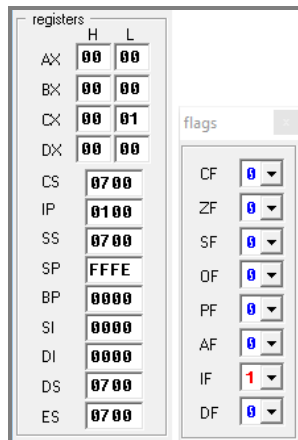 registers
H L
AX 00 00
BX 00 00
CX 00 01
DX 00 00
CS 0700
IP 0100
SS 0700
SP FFFE
BP 0000
SI 0000
DI 0000
DS 0700
ES 0700
flags
CF 0
ZF 0
SF 0
OF 0
PF 0
AF 0
IF 1
DF 0